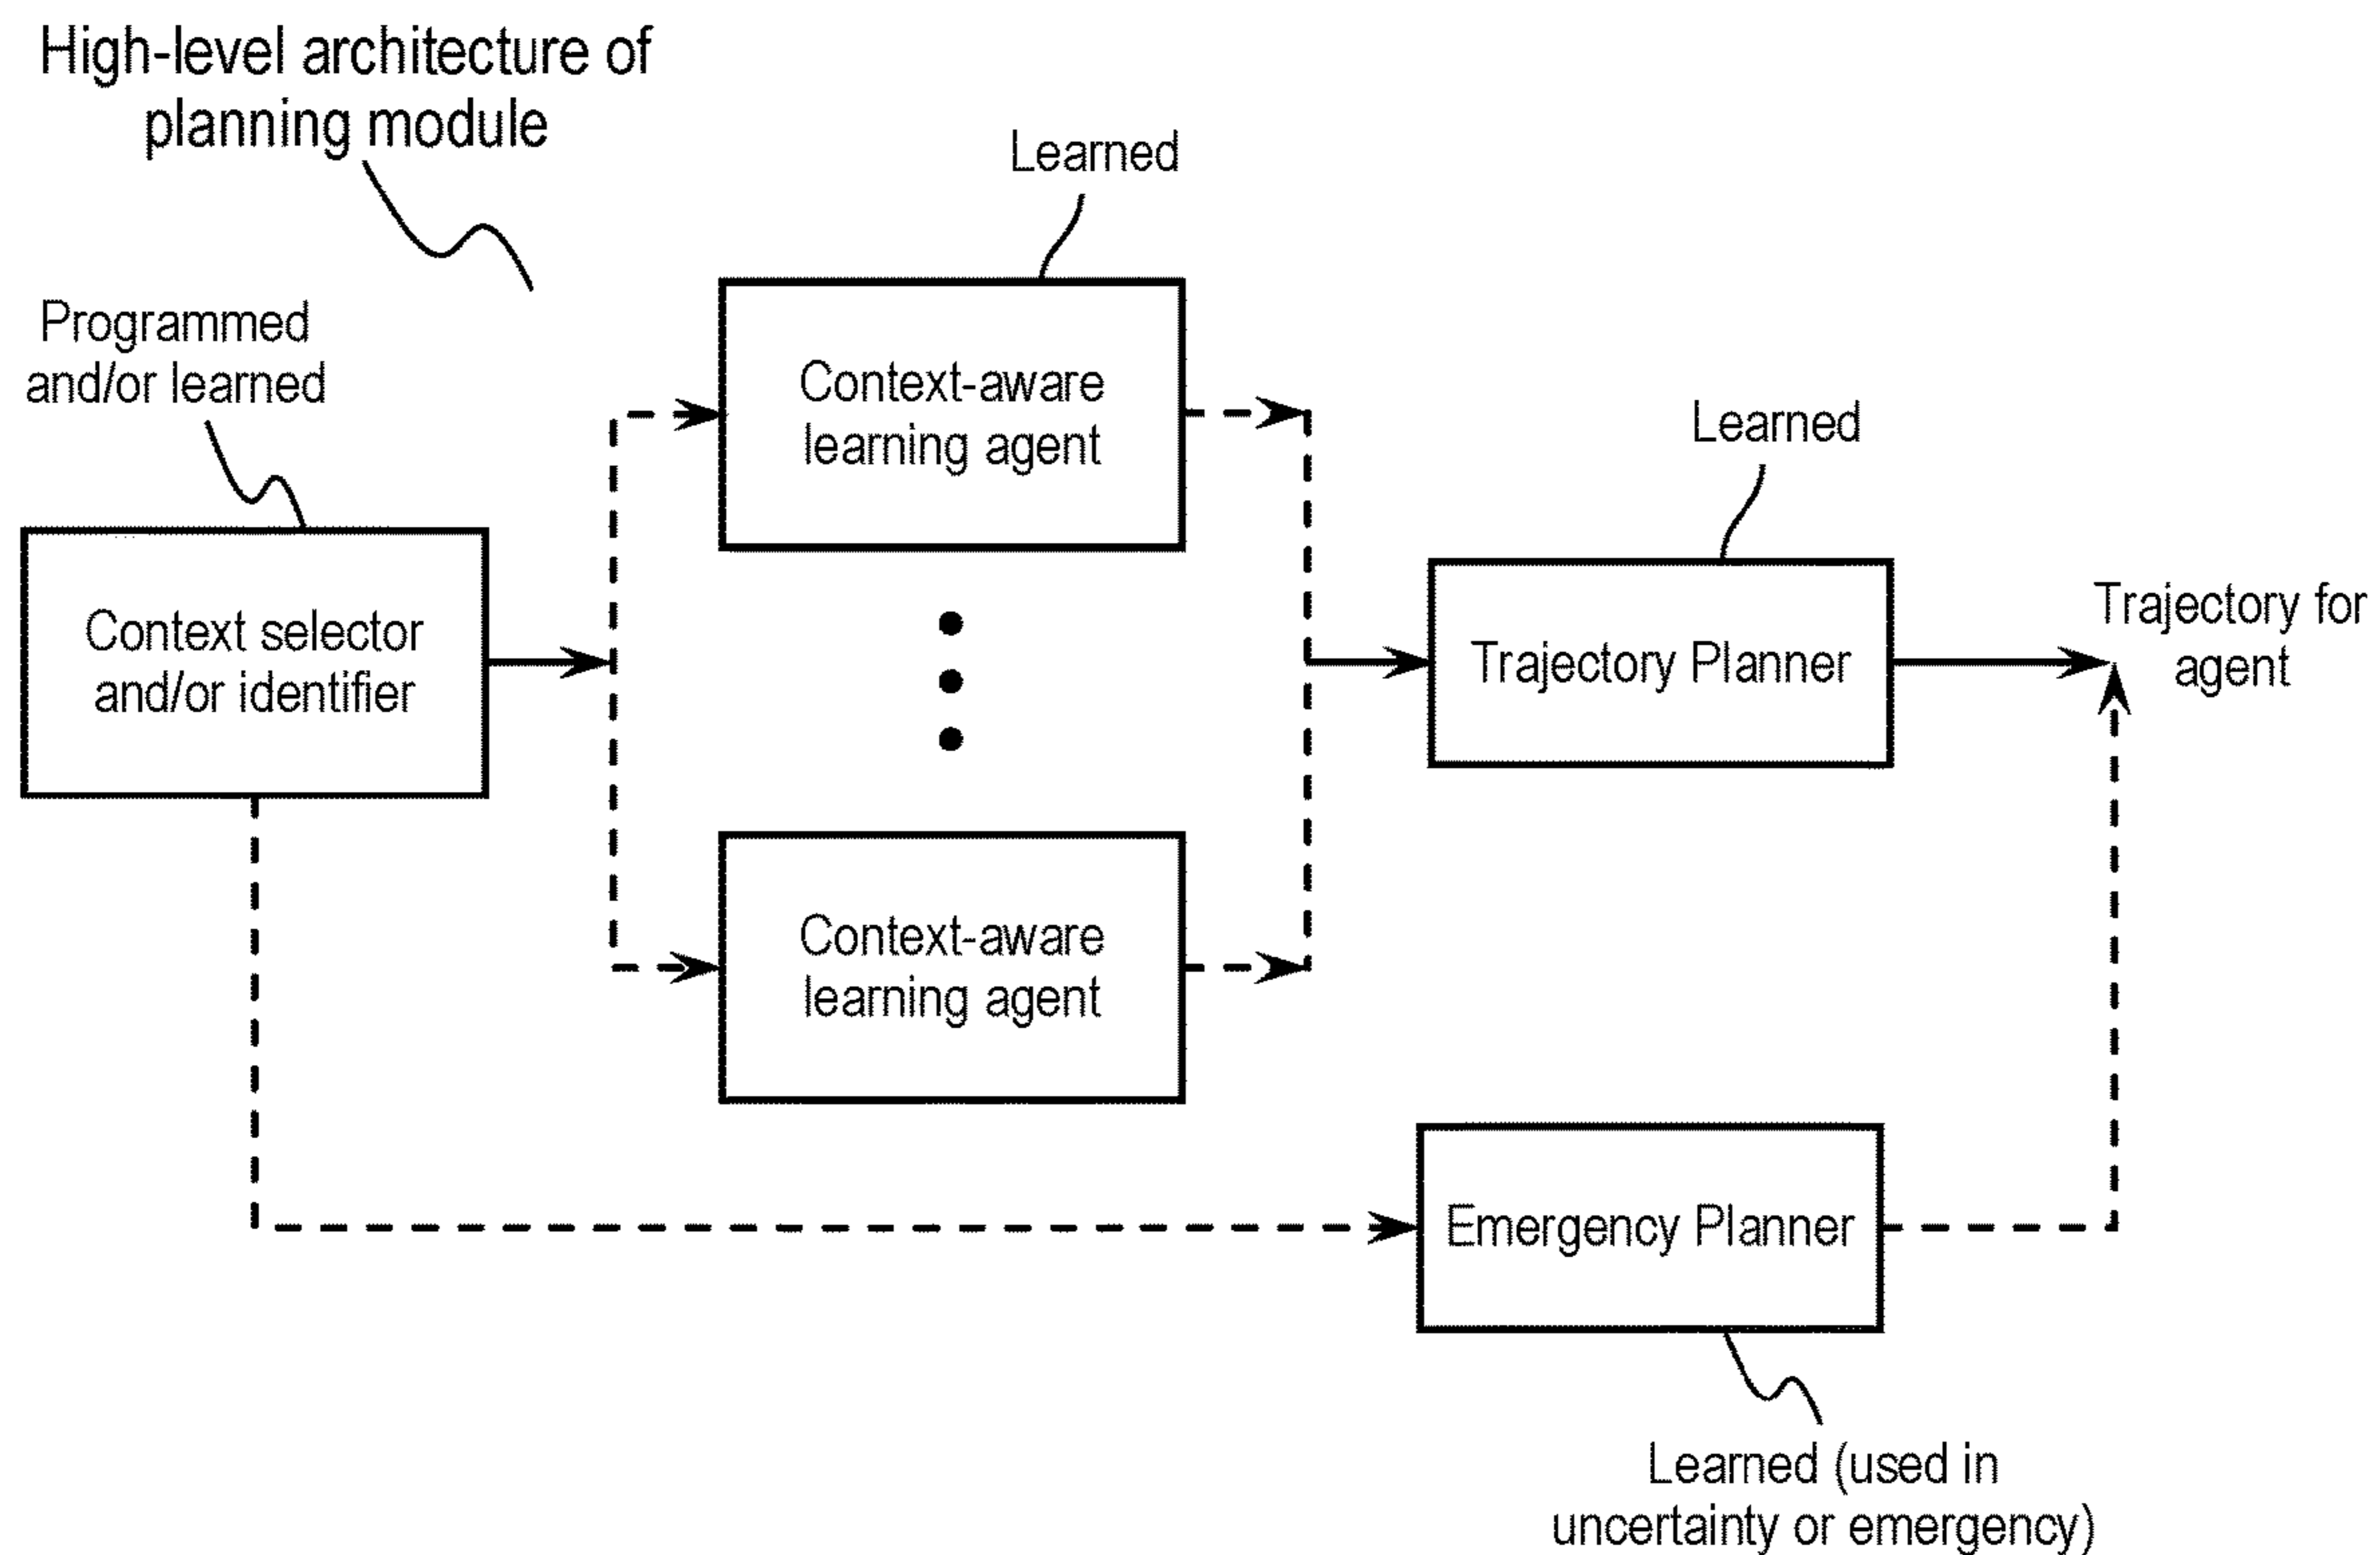 High-level architecture of
planning module
Learned
Programmed
and/or learned
Context-aware
learning agent
Learned
Context selector
and/or identifier
Trajectory Planner
Trajectory for
agent
Context-aware
learning agent
Emergency Planner
Learned (used in
uncertainty or emergency)